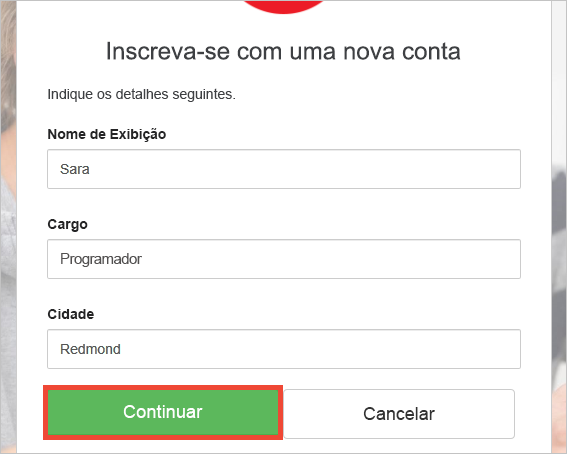 Inscreva-se com uma nova conta
Indique os detalhes seguintes.
Nome de Exibição
Sara
Cargo
Programador
Cidade
Redmond
Continuar
Cancelar